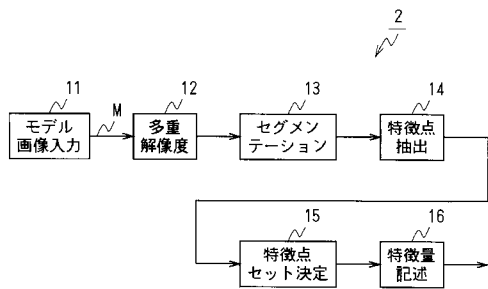 2
11
12
13
14
M
モデル
画像入力
多重
解像度
セグメン
テーション
特徴点
抽出
15
16
特徴点
セット決定
特徴量
記述